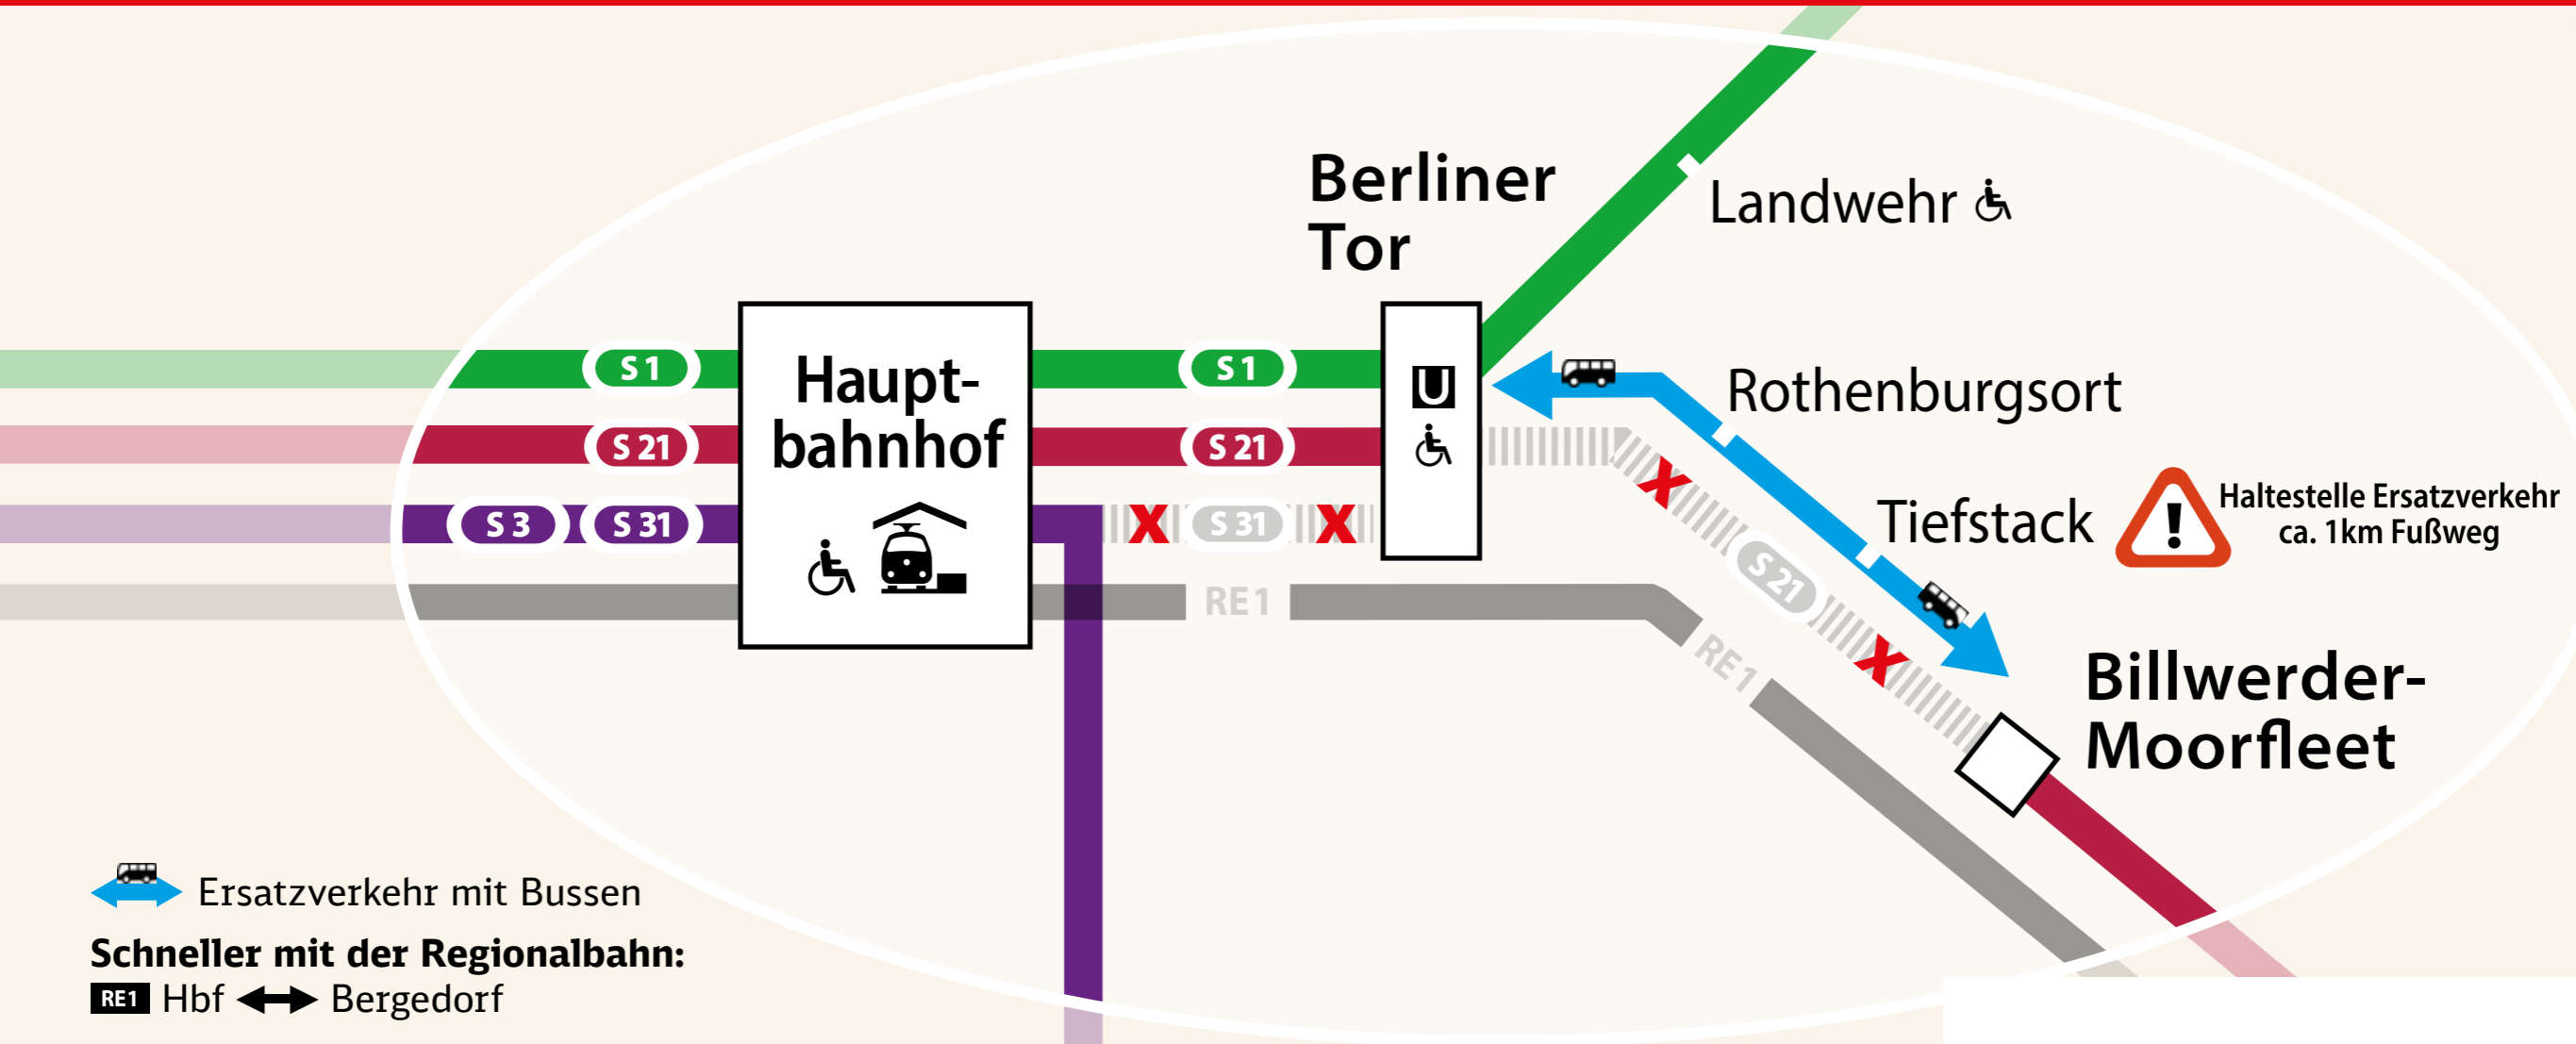 Berliner
Tor
Landwehr
S 1
S 1
Haupt-
bahnhof
U
Rothenburgsort
S 21
S 21
S 3
S 31
X
S 31
X
X
Tiefstack
!
Haltestelle Ersatzverkehr
ca. 1km Fußweg
S 21
RE 1
RE 1
X
Billwerder-
Moorfleet
Ersatzverkehr mit Bussen
Schneller mit der Regionalbahn:
RE1 Hbf Bergedorf